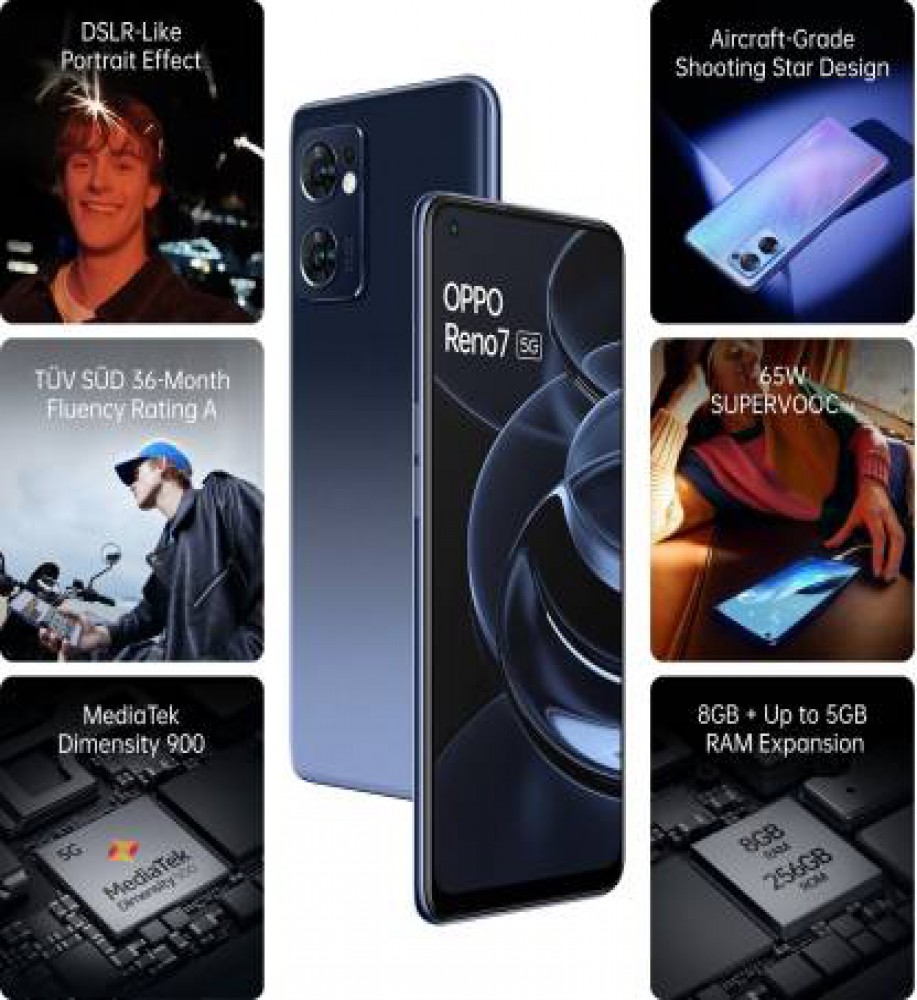 DSLR-Like
Portrait Effect
Aircraft-Grade
Shooting Star Design
OPPO
Reno7 5G
TÜV SÜD 36-Month
Fluency Rating A
65W
SUPERVOOC
MediaTek
Dimensity 900
5G
MediaTek
Dimensity 900
8GB + Up to 5GB
RAM Expansion
8GB
RAM
256GB
ROM